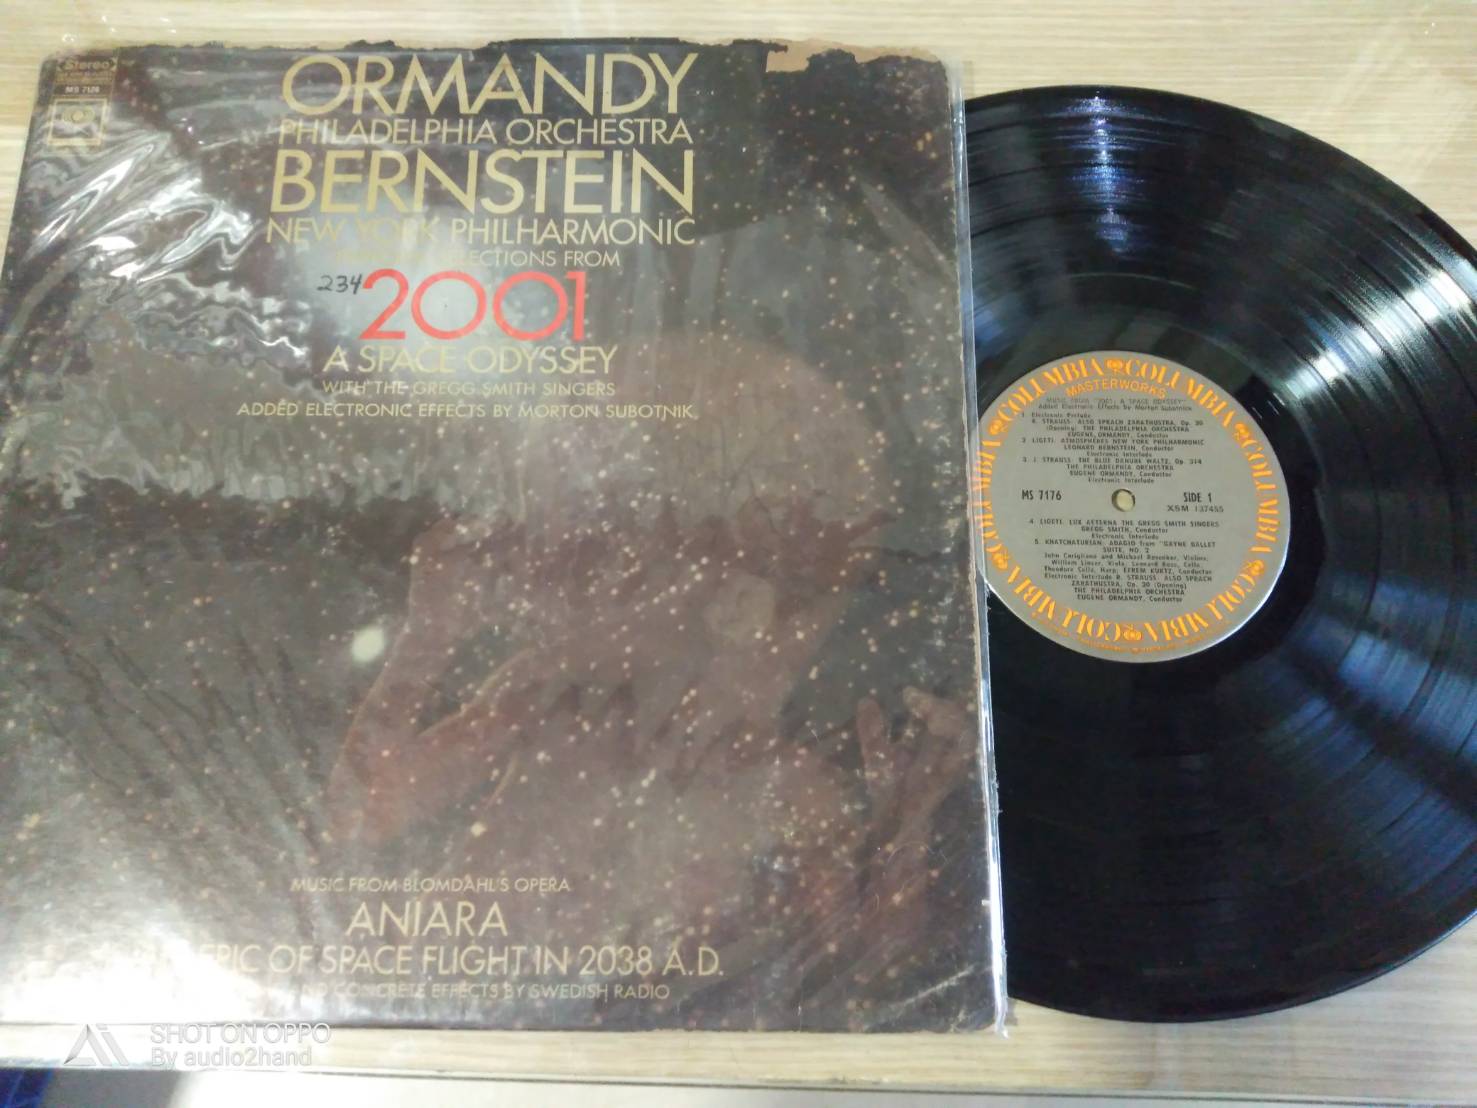 Stereo
MS 7176
ORMANDY
PHILADELPHIA ORCHESTRA
BERNSTEIN
NEW YORK PHILHARMONIC
SELECTIONS FROM
234 2001
A SPACE ODYSSEY
WITH THE GREGG SMITH SINGERS
ADDED ELECTRONIC EFFECTS BY MORTON SUBOTNIK
MUSIC FROM BLOMDAHL'S OPERA
ANIARA
EPIC OF SPACE FLIGHT IN 2038 A.D.
CONCRETE EFFECTS BY SWEDISH RADIO
COLUMBIA COLUMBIA COLUMBIA COLUMBIA COLUMBIA COLUMBIA
MASTERWORKS
MUSIC FROM "2001: A SPACE ODYSSEY"
Added Electronic Effects by Morton Subotnick
1. Electronic Prelude
R. STRAUSS: ALSO SPRACH ZARATHUSTRA, Op. 30
(Opening) THE PHILADELPHIA ORCHESTRA
EUGENE ORMANDY, Conductor
2. LIGETI: ATMOSPHERES NEW YORK PHILHARMONIC
LEONARD BERNSTEIN, Conductor
Electronic Interlude
3. J. STRAUSS: THE BLUE DANUBE WALTZ, Op. 314
THE PHILADELPHIA ORCHESTRA
EUGENE ORMANDY, Conductor
Electronic Interlude
MS 7176 SIDE 1
XSM 137455
4. LIGETI: LUX AETERNA THE GREGG SMITH SINGERS
GREGG SMITH, Conductor
Electronic Interlude
5. KHATCHATURIAN: ADAGIO from "GAYNE BALLET
SUITE, NO. 2
John Corigliano and Michael Rosenker, Violins;
William Lincer, Viola; Leonard Rose, Cello;
Theodore Cella, Harp; EFREM KURTZ, Conductor
Electronic Interlude R. STRAUSS: ALSO SPRACH
ZARATHUSTRA, Op. 30 (Opening)
THE PHILADELPHIA ORCHESTRA
EUGENE ORMANDY, Conductor
SHOT ON OPPO
By audio2hand